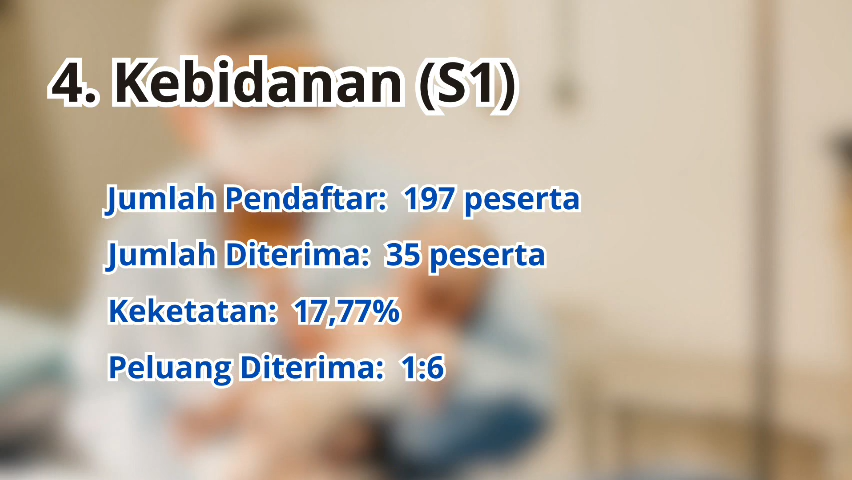 4. Kebidanan (S1)
Jumlah Pendaftar: 197 peserta
Jumlah Diterima: 35 peserta
Keketatan: 17,77%
Peluang Diterima: 1:6